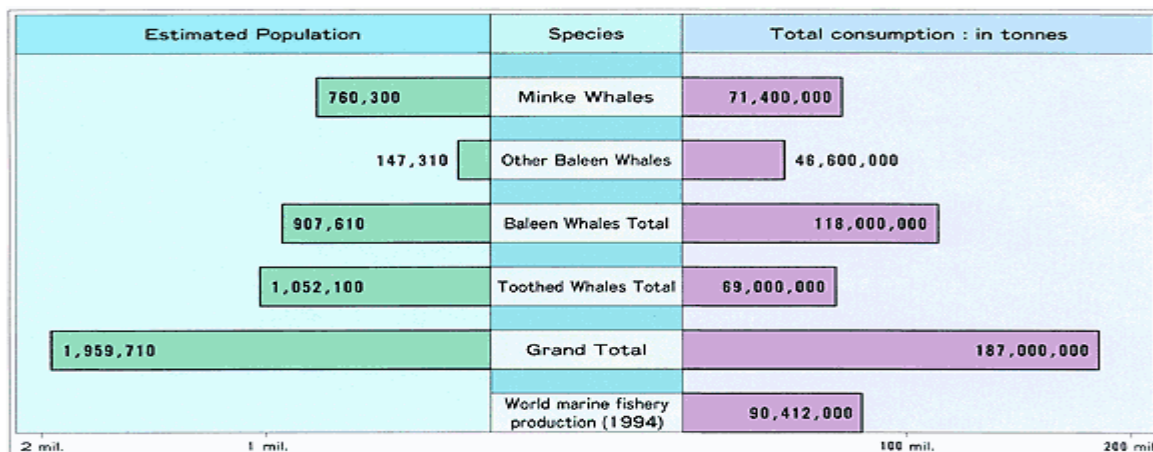 Estimated Population Species Total consumption : in tonnes
760,300 Minke Whales 71,400,000
147,310 Other Baleen Whales 46,600,000
907,610 Baleen Whales Total 118,000,000
1,052,100 Toothed Whales Total 69,000,000
1,959,710 Grand Total 187,000,000
World marine fishery
production (1994) 90,412,000
2 mil. 1 mil. 100 mil. 200 mil.